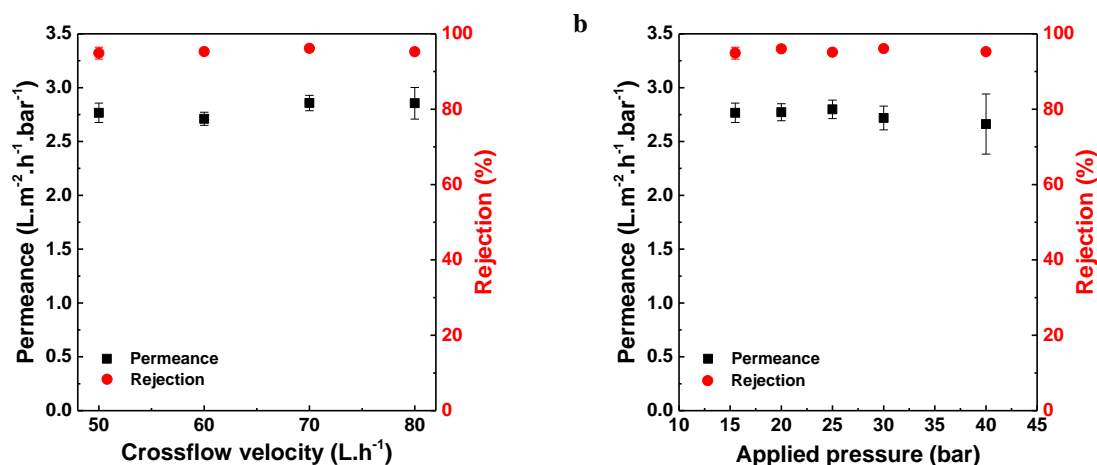 3.5
3.0
2.5
2.0
1.5
1.0
0.5
0.0
Permeance (L.m⁻².h⁻¹.bar⁻¹)
100
80
60
40
20
0
Rejection (%)
Permeance
Rejection
50 60 70 80
Crossflow velocity (L.h⁻¹)
b
3.5
3.0
2.5
2.0
1.5
1.0
0.5
0.0
Permeance (L.m⁻².h⁻¹.bar⁻¹)
100
80
60
40
20
0
Rejection (%)
Permeance
Rejection
10 15 20 25 30 35 40 45
Applied pressure (bar)